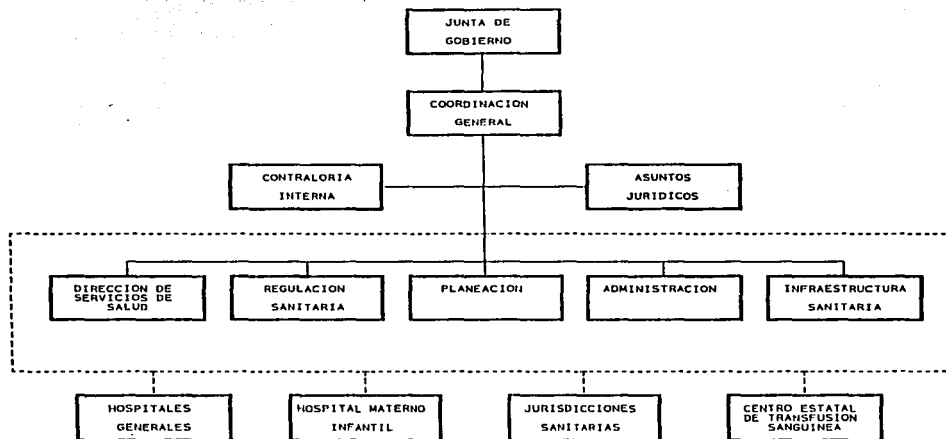 JUNTA DE
GOBIERNO
COORDINACION
GENERAL
CONTRALORIA
INTERNA
ASUNTOS
JURIDICOS
DIRECCION DE
SERVICIOS DE
SALUD
REGULACION
SANITARIA
PLANEACION
ADMINISTRACION
INFRAESTRUCTURA
SANITARIA
HOSPITALES
GENERALES
HOSPITAL MATERNO
INFANTIL
JURISDICCIONES
SANITARIAS
CENTRO ESTATAL
DE TRANSFUSION
SANGUINEA